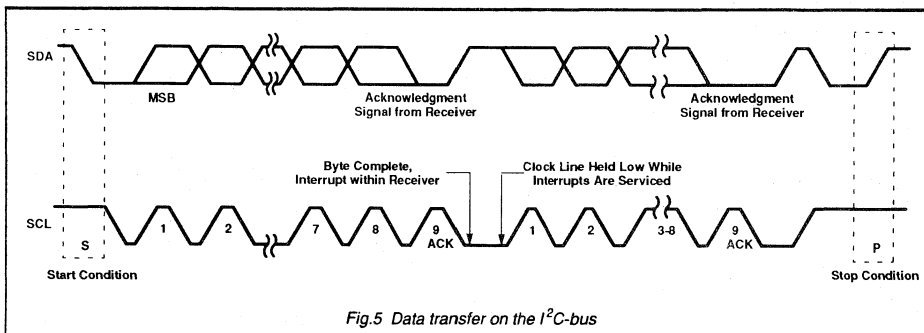 SDA
MSB
Acknowledgment
Signal from Receiver
Acknowledgment
Signal from Receiver
Byte Complete,
Interrupt within Receiver
Clock Line Held Low While
Interrupts Are Serviced
SCL
S
1
2
7
8
9
ACK
1
2
3-8
9
ACK
P
Start Condition
Stop Condition
Fig.5 Data transfer on the I²C-bus